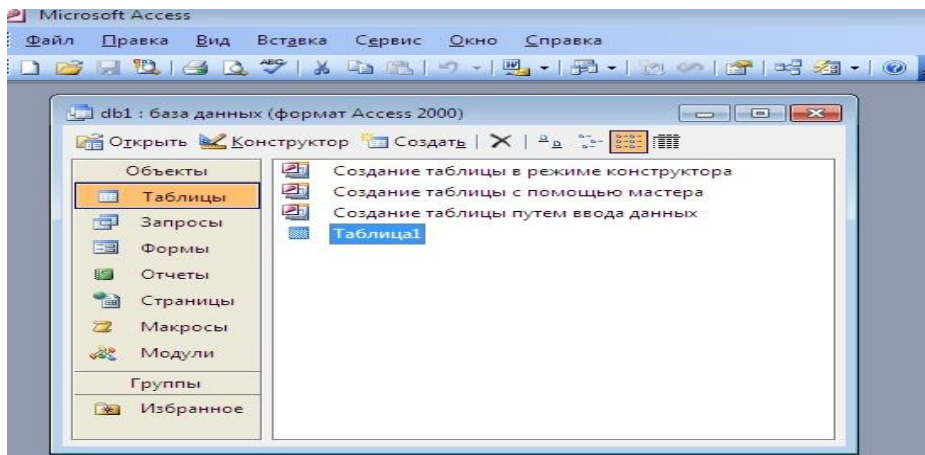 Microsoft Access
Файл Правка Вид Вставка Сервис Окно Справка
db1 : база данных (формат Access 2000)
Открыть Конструктор Создать
Объекты
Таблицы
Запросы
Формы
Отчеты
Страницы
Макросы
Модули
Группы
Избранное
Создание таблицы в режиме конструктора
Создание таблицы с помощью мастера
Создание таблицы путем ввода данных
Таблица1